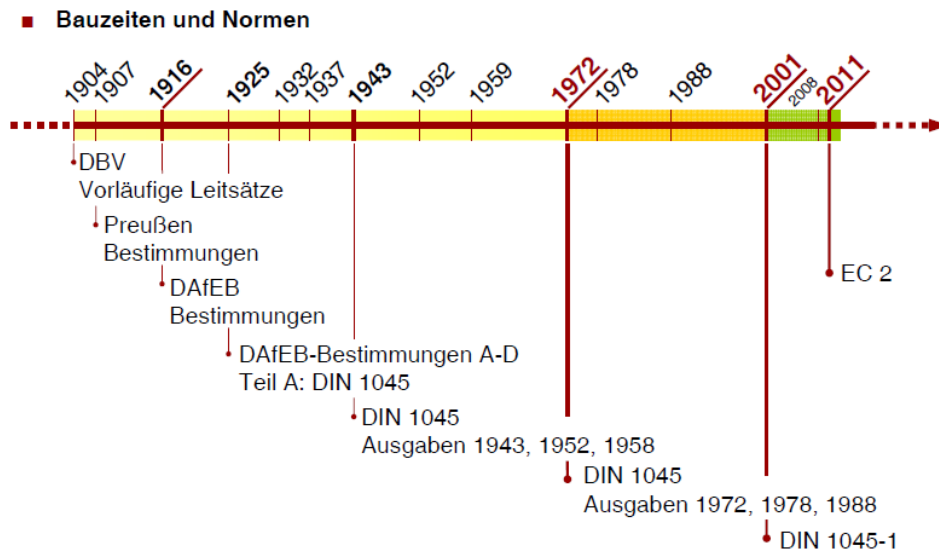 Bauzeiten und Normen
1904 1907 1916 1925 1932 1937 1943 1952 1959 1972 1978 1988 2001 2008 2011
DBV
Vorläufige Leitsätze
Preußen
Bestimmungen
EC 2
DAfEB
Bestimmungen
DAfEB-Bestimmungen A-D
Teil A: DIN 1045
DIN 1045
Ausgaben 1943, 1952, 1958
DIN 1045
Ausgaben 1972, 1978, 1988
DIN 1045-1